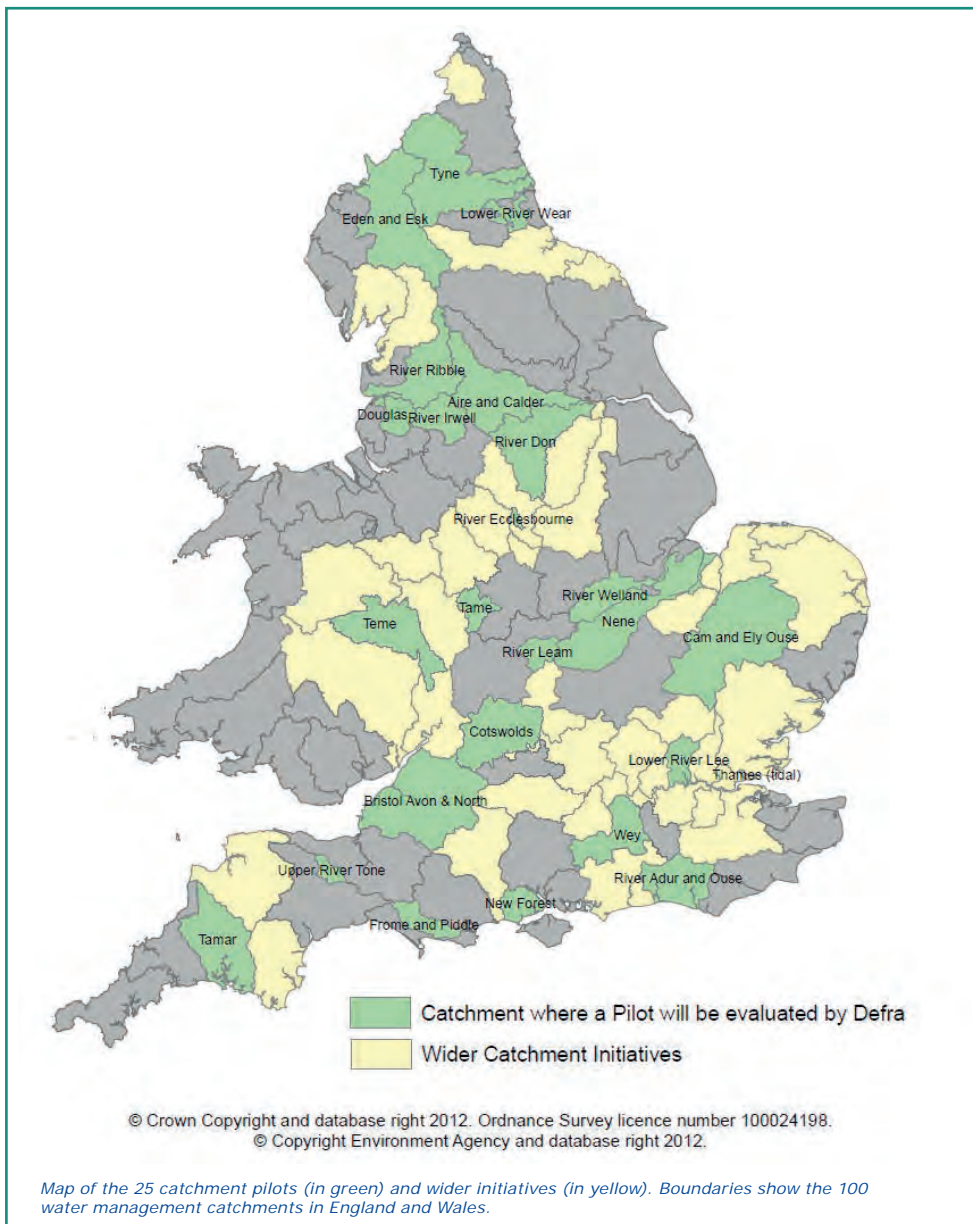 Tyne
Lower River Wear
Eden and Esk
River Ribble
Aire and Calder
Douglas
River Irwell
River Don
River Ecclesbourne
River Welland
Tame
Nene
Teme
Cam and Ely Ouse
River Leam
Cotswolds
Lower River Lee
Thames (tidal)
Bristol Avon & North
Wey
Upper River Tone
River Adur and Ouse
New Forest
Frome and Piddle
Tamar
Catchment where a Pilot will be evaluated by Defra
Wider Catchment Initiatives
© Crown Copyright and database right 2012. Ordnance Survey licence number 100024198.
© Copyright Environment Agency and database right 2012.
Map of the 25 catchment pilots (in green) and wider initiatives (in yellow). Boundaries show the 100
water management catchments in England and Wales.